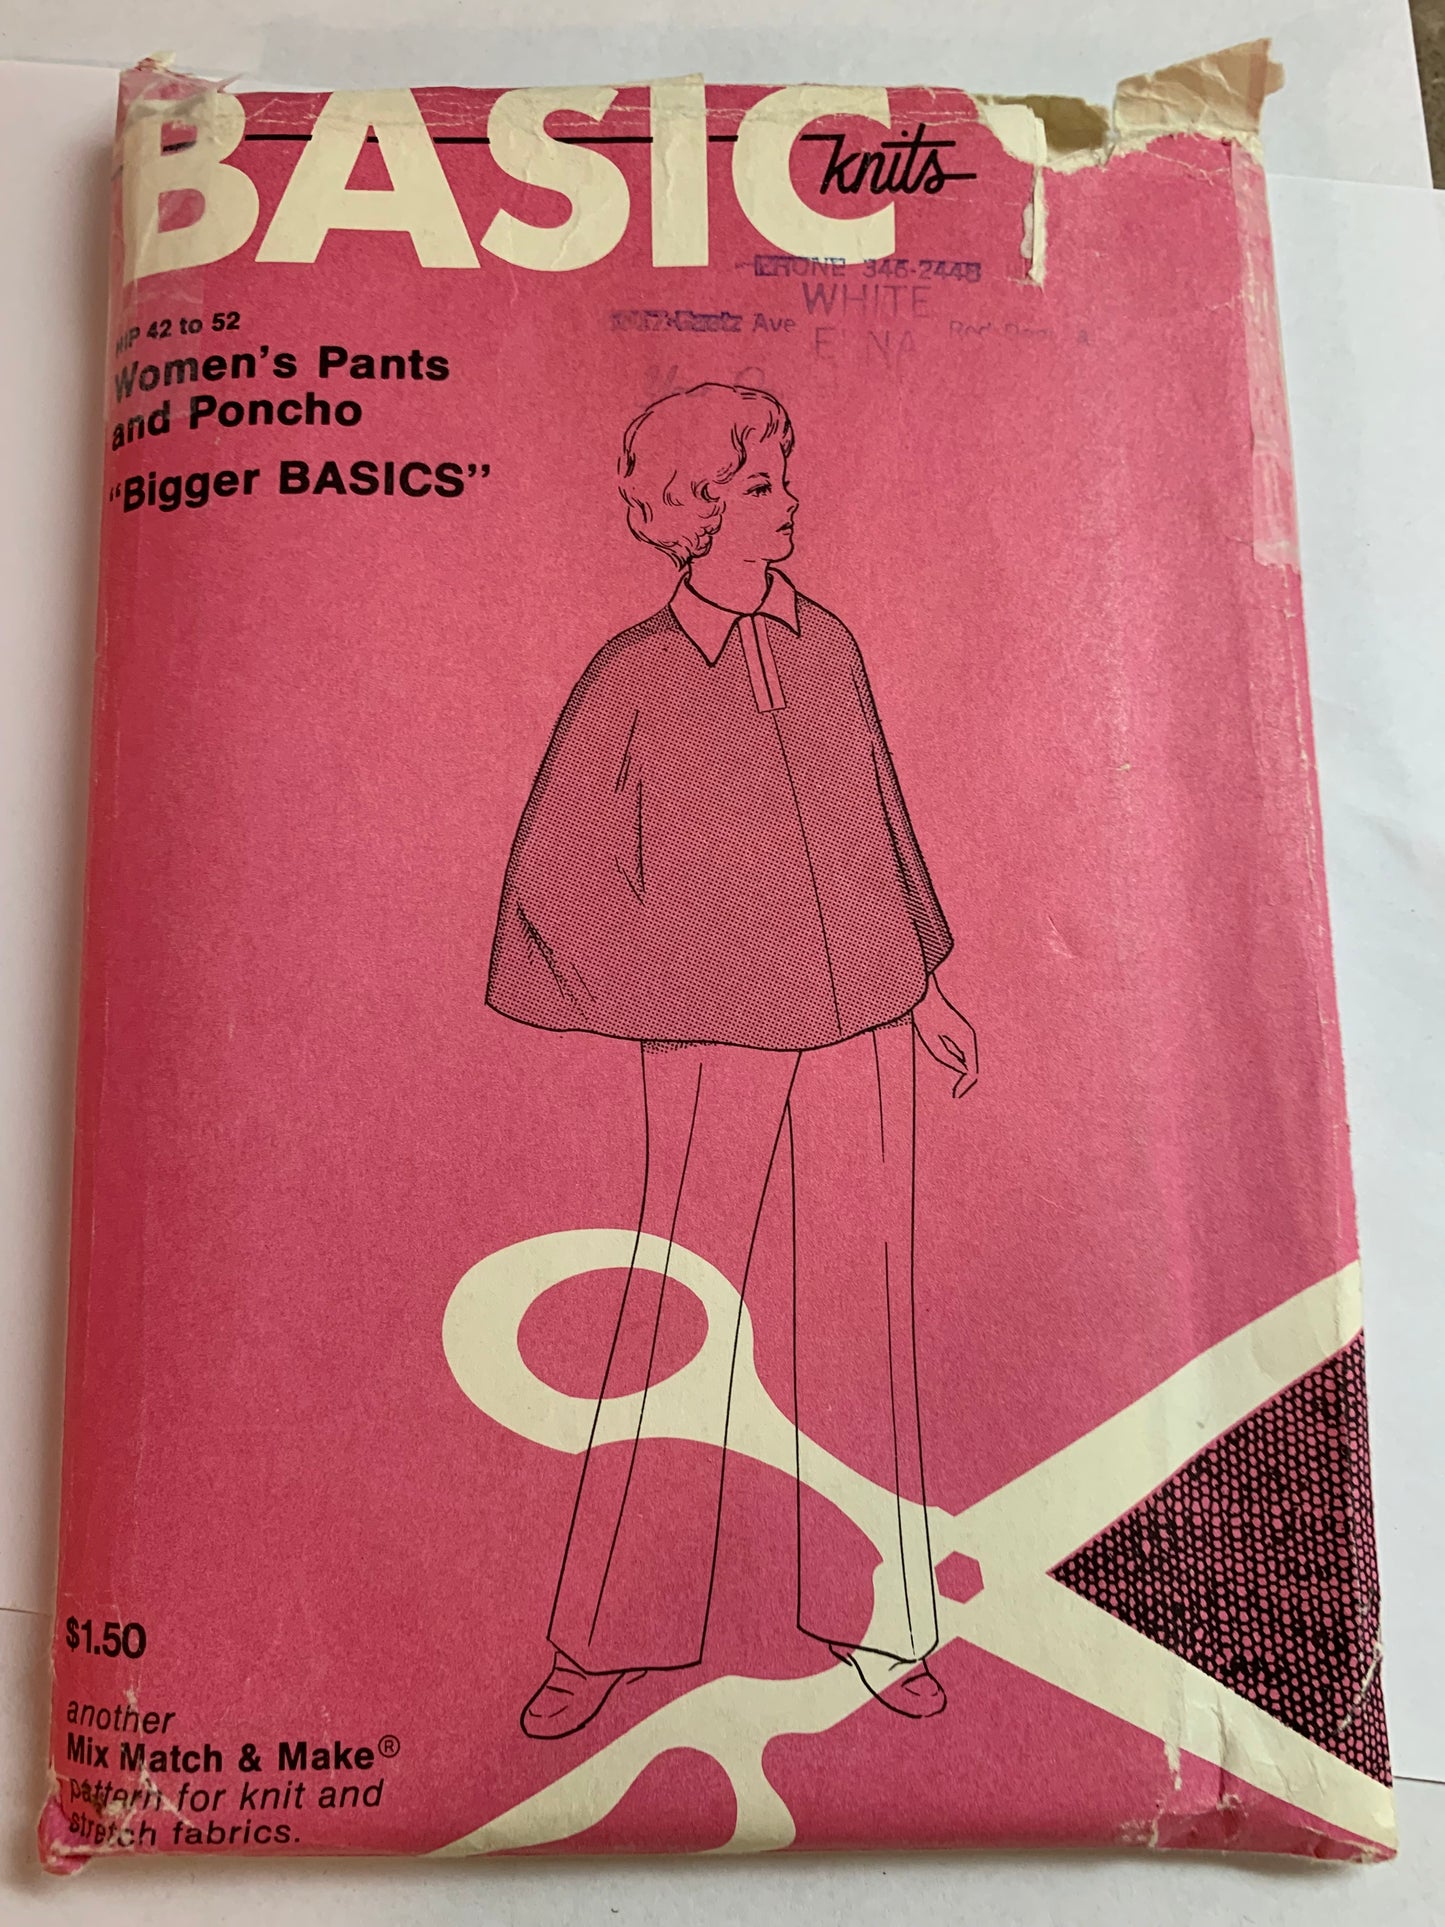 BASIC
knits
HIP 42 to 52
Women's Pants
and Poncho
"Bigger BASICS"
PHONE 346-2448
WHITE
Ave
$1.50
another
Mix Match & Make®
pattern for knit and
stretch fabrics.